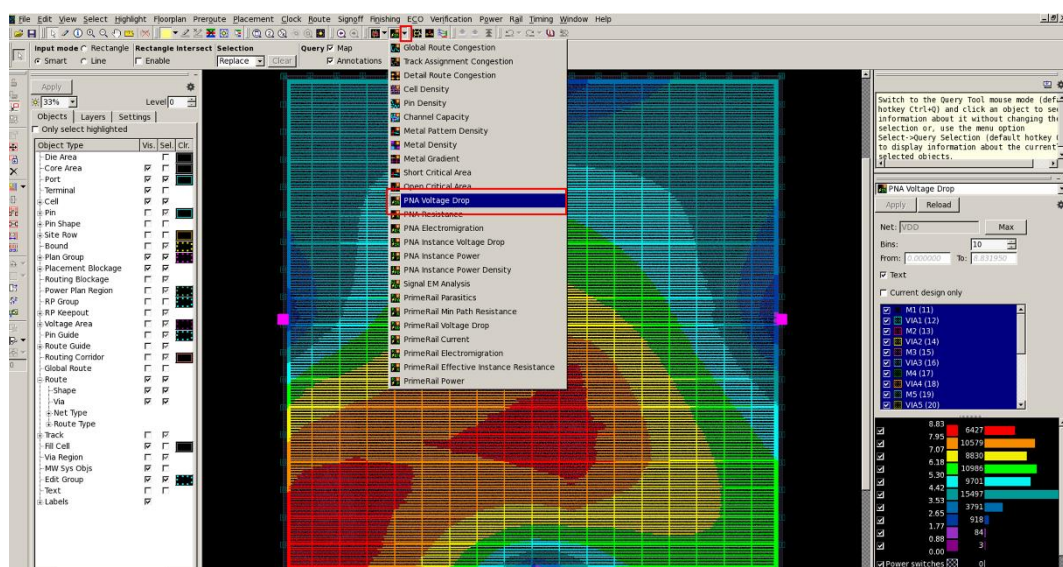 File Edit View Select Highlight Floorplan Preroute Placement Clock Route Signoff Finishing ECO Verification Power Rail Timing Window Help
Input mode Rectangle Rectangle Intersect Selection Query Map
Smart Line Enable Replace Clear Annotations
Global Route Congestion
Track Assignment Congestion
Detail Route Congestion
Cell Density
Pin Density
Channel Capacity
Metal Pattern Density
Metal Density
Metal Gradient
Short Critical Area
Open Critical Area
PNA Voltage Drop
PNA Resistance
PNA Electromigration
PNA Instance Voltage Drop
PNA Instance Power
PNA Instance Power Density
Signal EM Analysis
PrimeRail Parasitics
PrimeRail Min Path Resistance
PrimeRail Voltage Drop
PrimeRail Current
PrimeRail Electromigration
PrimeRail Effective Instance Resistance
PrimeRail Power
Apply
33% Level 0
Objects Layers Settings
Only select highlighted
Object Type Vis. Sel. Clr.
Die Area
Core Area
Port
Terminal
Cell
Pin
Pin Shape
Site Row
Bound
Plan Group
Placement Blockage
Routing Blockage
Power Plan Region
RP Group
RP Keepout
Voltage Area
Pin Guide
Route Guide
Routing Corridor
Global Route
Route
Shape
Via
Net Type
Route Type
Track
Fill Cell
Via Region
MW Sys Objs
Edit Group
Text
Labels
Switch to the Query Tool mouse mode
hotkey Ctrl+Q) and click an object to
information about it without changing
selection or, use the menu option
Select->Query Selection (default hotkey
to display information about the current
selected objects.
PNA Voltage Drop
Apply Reload
Net: VDD Max
Bins: 10
From: 0.000000 To: 8.831950
Text
Current design only
M1 (11)
VIA1 (12)
M2 (13)
VIA2 (14)
M3 (15)
VIA3 (16)
M4 (17)
VIA4 (18)
M5 (19)
VIA5 (20)
8.83
6427
7.95
10579
7.07
8830
6.18
10986
5.30
9701
4.42
15497
3.53
3791
2.65
918
1.77
84
0.88
3
0.00
Power switches 0